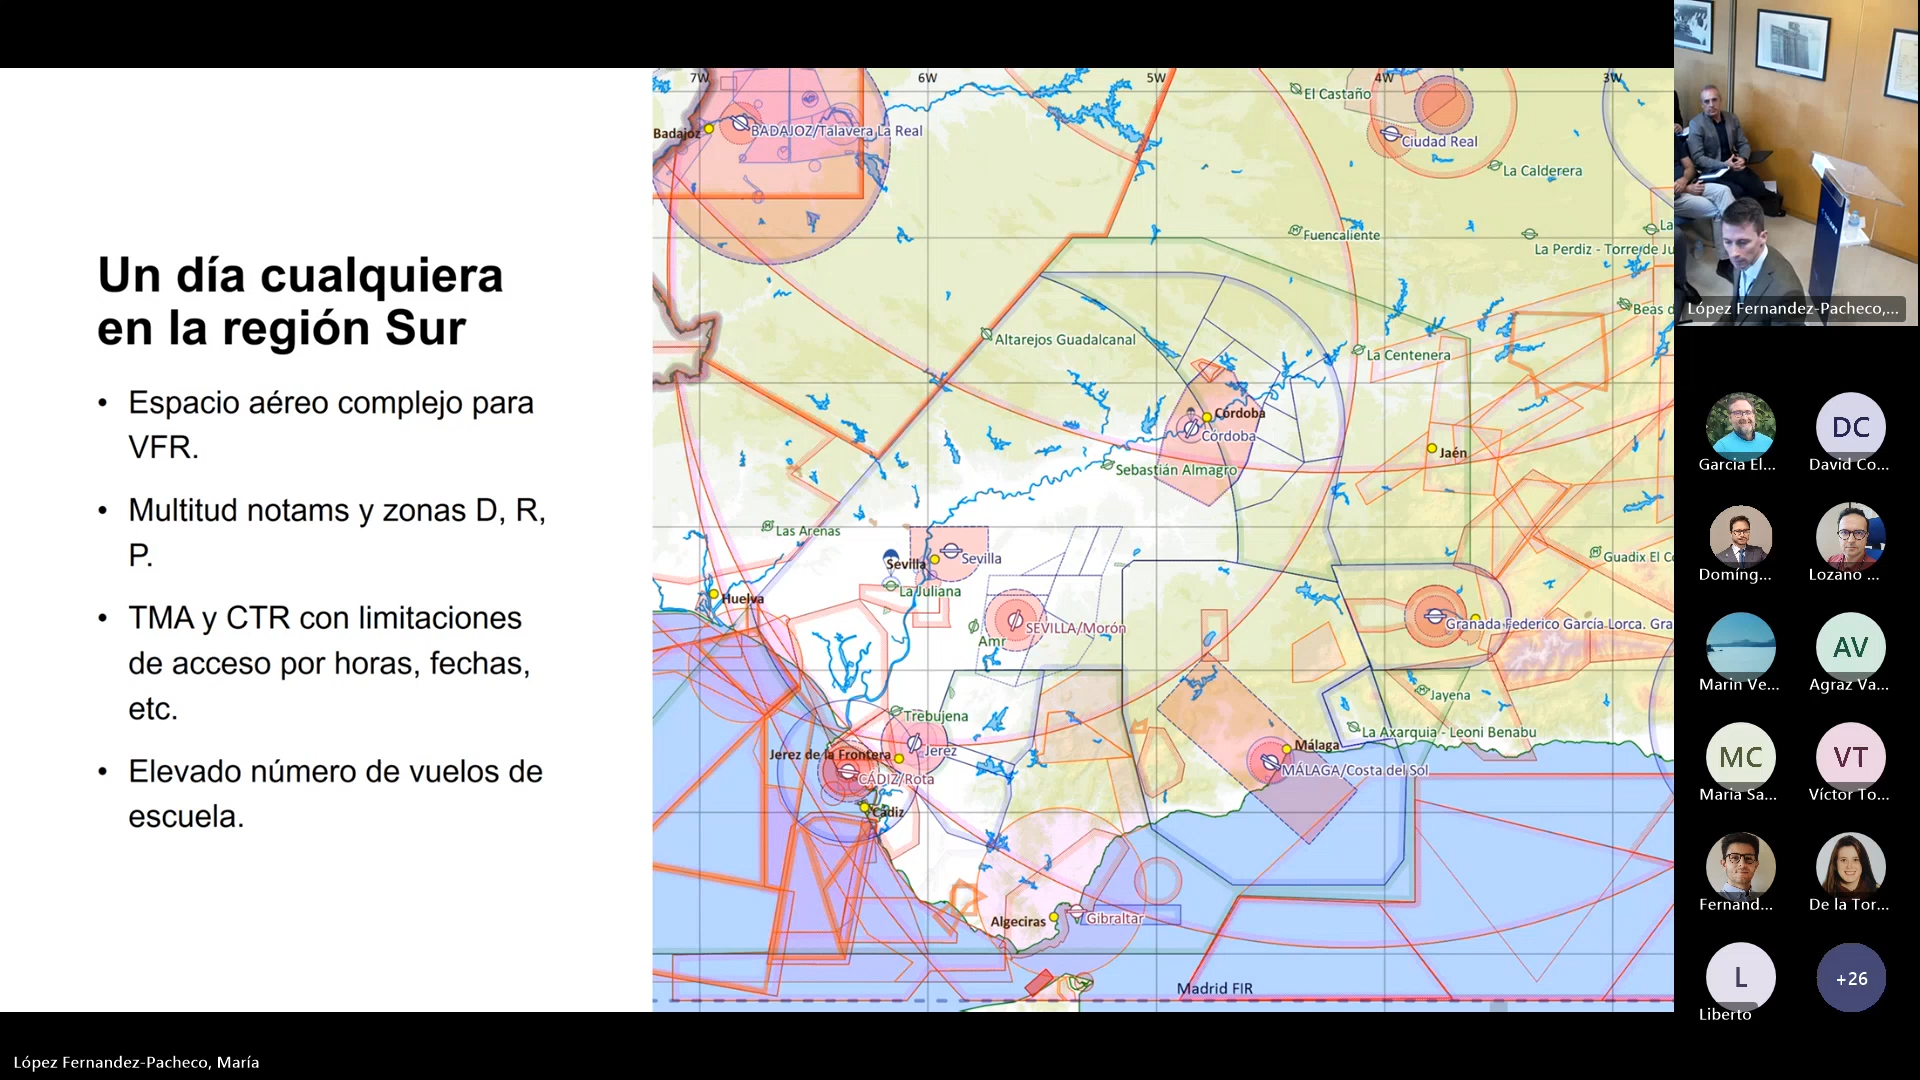 Un día cualquiera
en la región Sur
• Espacio aéreo complejo para
VFR.
• Multitud notams y zonas D, R,
P.
• TMA y CTR con limitaciones
de acceso por horas, fechas,
etc.
• Elevado número de vuelos de
escuela.
7W
6W
5W
4W
3W
El Castaño
Badajoz
BADAJOZ/Talavera La Real
Ciudad Real
La Calderera
Fuencaliente
La
La Perdiz - Torre de Ju
Beas d
Altarejos Guadalcanal
La Centenera
Córdoba
Córdoba
Jaén
Sebastián Almagro
Las Arenas
Sevilla
Sevilla
Guadix El Co
La Juliana
Huelva
SEVILLA/Morón
Amr
Granada Federico García Lorca. Gra
Jayena
Trebujena
La Axarquia - Leoni Benabu
Jerez de la Frontera
Jerez
Málaga
MÁLAGA/Costa del Sol
CÁDIZ/Rota
Cádiz
Algeciras
Gibraltar
Madrid FIR
López Fernandez-Pacheco,...
DC
Garcia El...
David Co...
Domíng...
Lozano ...
AV
Marin Ve...
Agraz Va...
MC
VT
Maria Sa...
Víctor To...
Fernand...
De la Tor...
L
+26
Liberto
López Fernandez-Pacheco, María